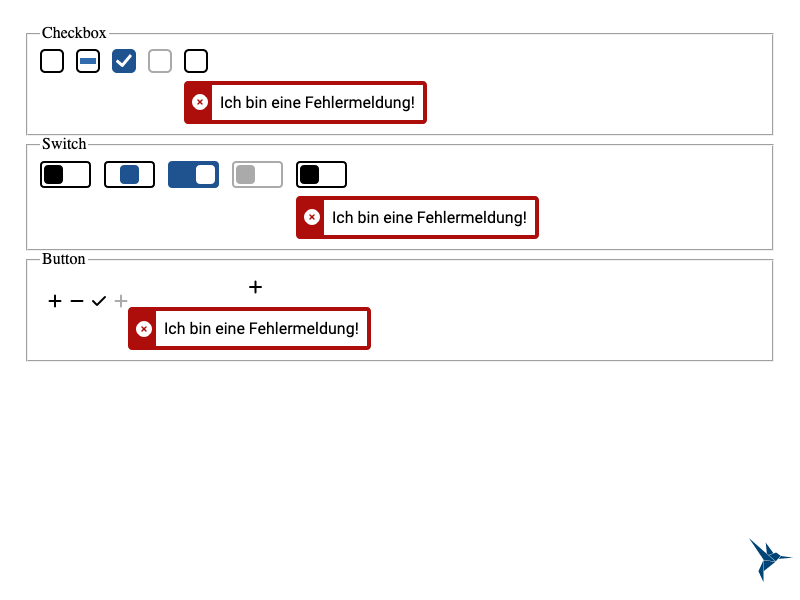 Checkbox
Ich bin eine Fehlermeldung!
Switch
Ich bin eine Fehlermeldung!
Button
Ich bin eine Fehlermeldung!